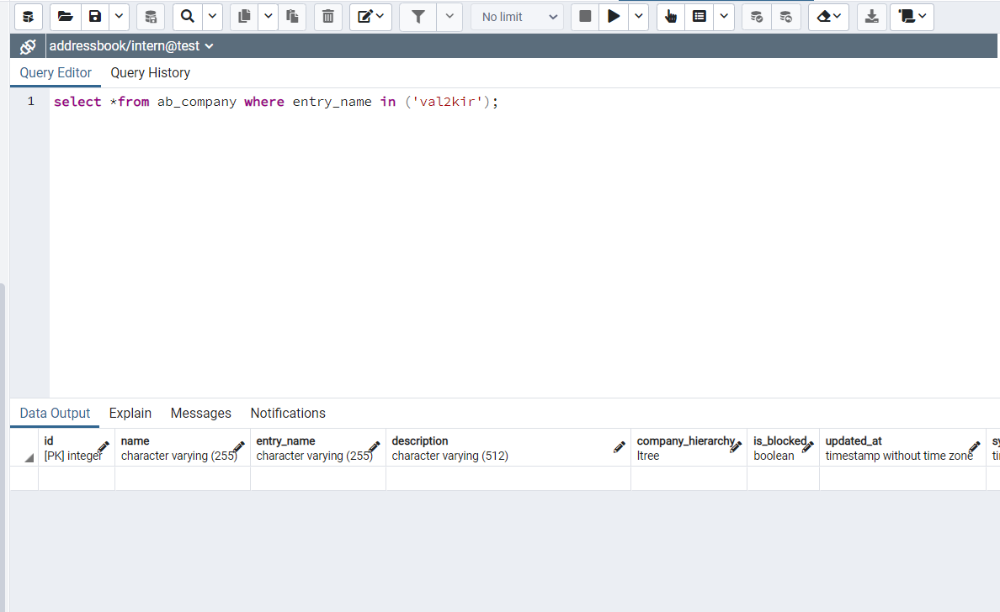 No limit
addressbook/intern@test
Query Editor Query History
1 select *from ab_company where entry_name in ('val2kir');
Data Output Explain Messages Notifications
id name entry_name description company_hierarchy is_blocked updated_at sy
[PK] integer character varying (255) character varying (255) character varying (512) ltree boolean timestamp without time zone ti